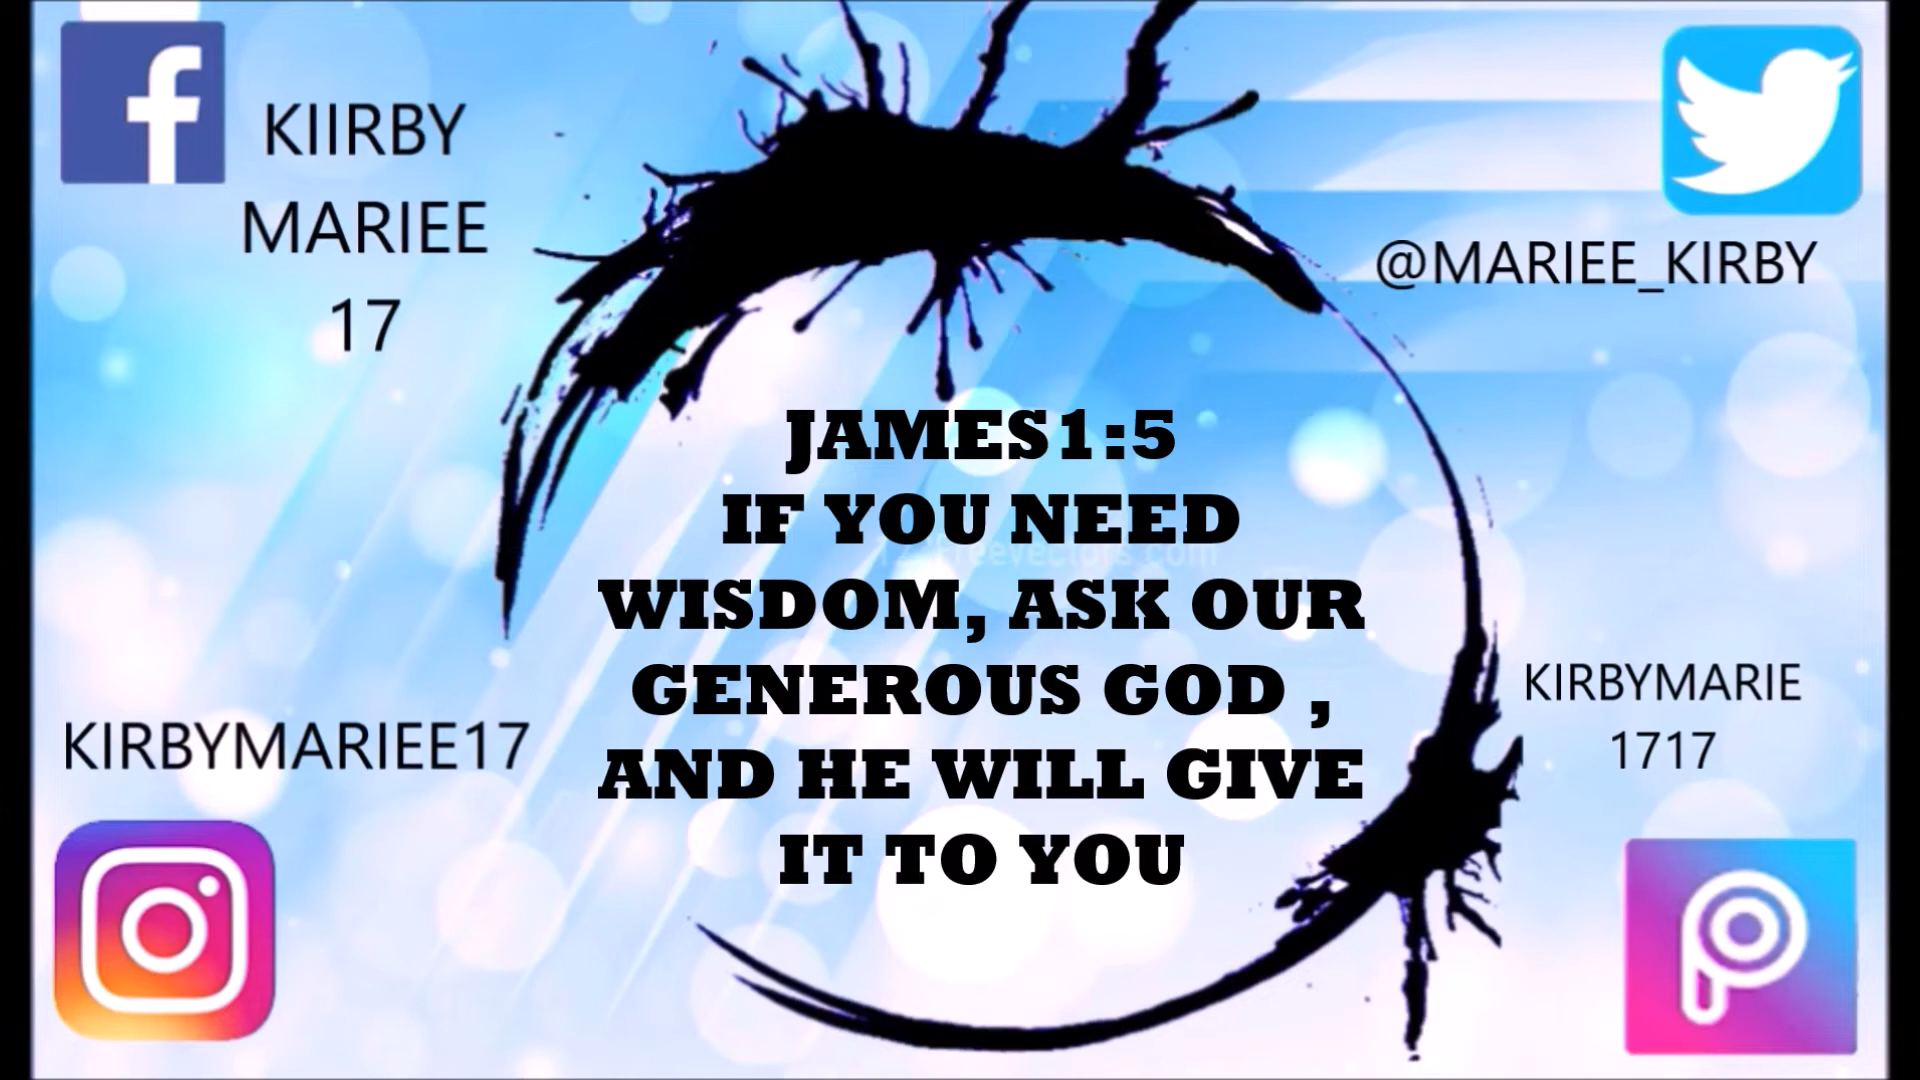 KIIRBY
MARIEE
17
@MARIEE_KIRBY
JAMES1:5
IF YOU NEED
WISDOM, ASK OUR
GENEROUS GOD ,
AND HE WILL GIVE
IT TO YOU
KIRBYMARIEE17
KIRBYMARIE
1717